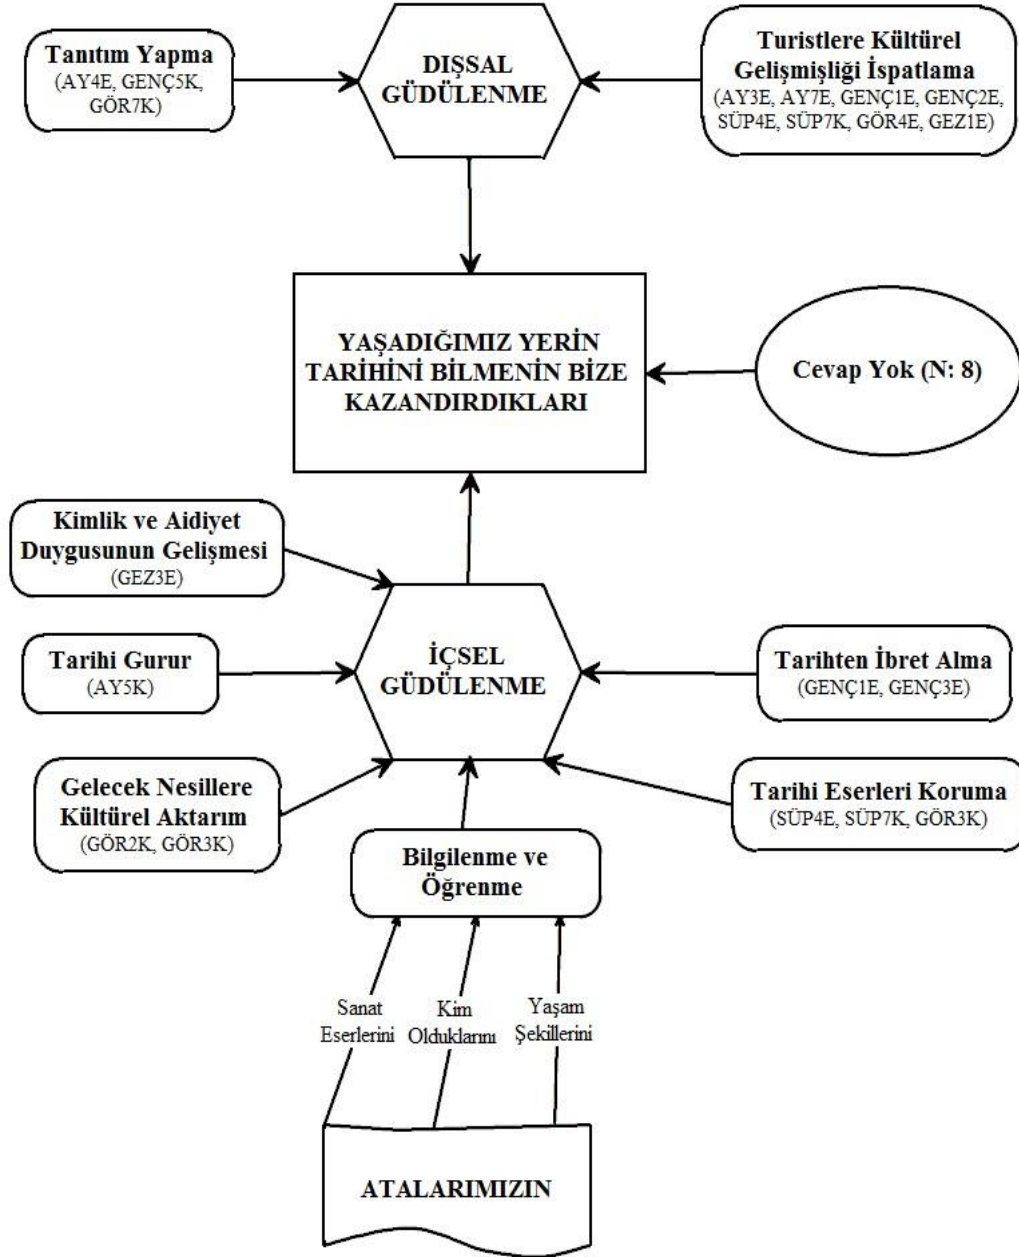 Tanıtım Yapma
(AY4E, GENÇ5K,
GÖR7K)
DIŞSAL
GÜDÜLENME
Turistlere Kültürel
Gelişmişliği İspatlama
(AY3E, AY7E, GENÇ1E, GENÇ2E,
SÜP4E, SÜP7K, GÖR4E, GEZ1E)
YAŞADIĞIMIZ YERİN
TARİHİNİ BİLMENİN BİZE
KAZANDIRDIKLARI
Cevap Yok (N: 8)
Kimlik ve Aidiyet
Duygusunun Gelişmesi
(GEZ3E)
Tarihi Gurur
(AY5K)
İÇSEL
GÜDÜLENME
Tarihten İbret Alma
(GENÇ1E, GENÇ3E)
Gelecek Nesillere
Kültürel Aktarım
(GÖR2K, GÖR3K)
Tarihi Eserleri Koruma
(SÜP4E, SÜP7K, GÖR3K)
Bilgilenme ve
Öğrenme
Sanat
Eserlerini
Kim
Olduklarını
Yaşam
Şekillerini
ATALARIMIZIN